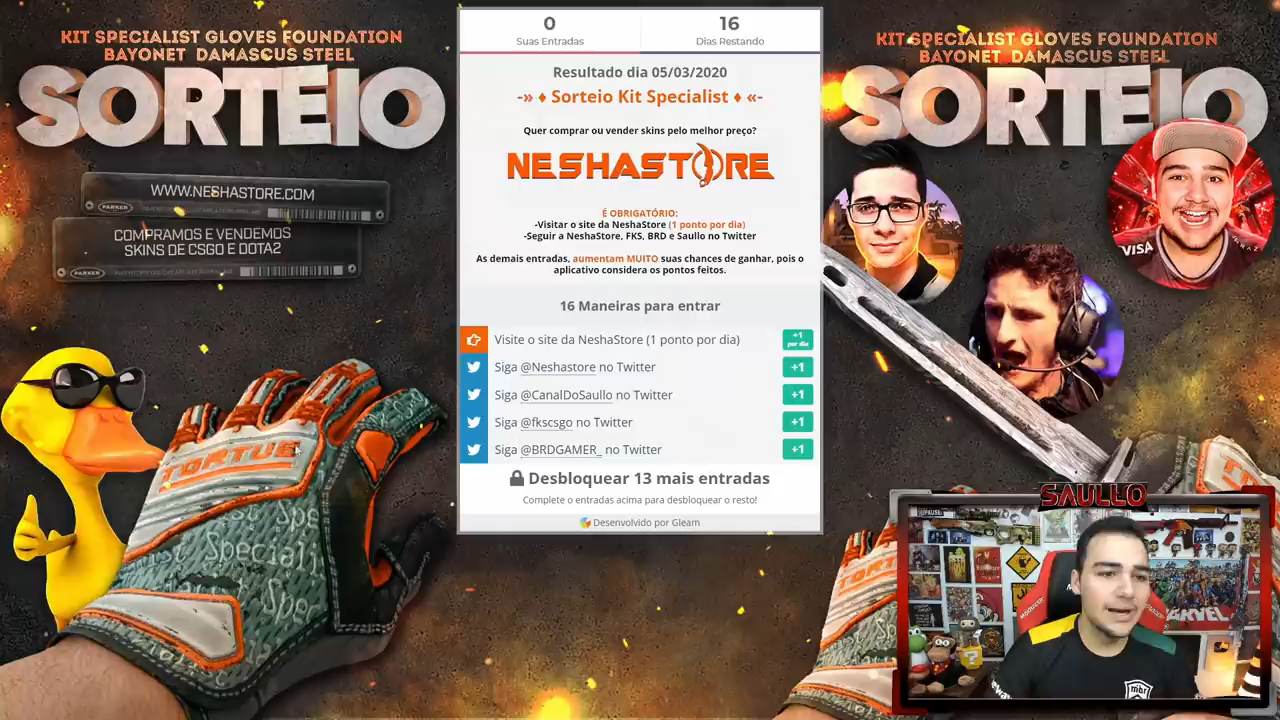 KIT SPECIALIST GLOVES FOUNDATION
BAYONET DAMASCUS STEEL
SORTEIO
WWW.NESHASTORE.COM
PARKER
COMPRAMOS E VENDEMOS
SKINS DE CSGO E DOTA2
PARKER
TORTUE
0
Suas Entradas
16
Dias Restando
Resultado dia 05/03/2020
-» ♦ Sorteio Kit Specialist ♦ «-
Quer comprar ou vender skins pelo melhor preço?
NESHASTORE
É OBRIGATÓRIO:
-Visitar o site da NeshaStore (1 ponto por dia)
-Seguir a NeshaStore, FKS, BRD e Saullo no Twitter
As demais entradas, aumentam MUITO suas chances de ganhar, pois o
aplicativo considera os pontos feitos.
16 Maneiras para entrar
Visite o site da NeshaStore (1 ponto por dia) +1 por dia
Siga @Neshastore no Twitter +1
Siga @CanalDoSaullo no Twitter +1
Siga @fkscsgo no Twitter +1
Siga @BRDGAMER_ no Twitter +1
Desbloquear 13 mais entradas
Complete o entradas acima para desbloquear o resto!
Desenvolvido por Gleam
KIT SPECIALIST GLOVES FOUNDATION
BAYONET DAMASCUS STEEL
SORTEIO
VISA
SAULLO
MARVEL
mbr